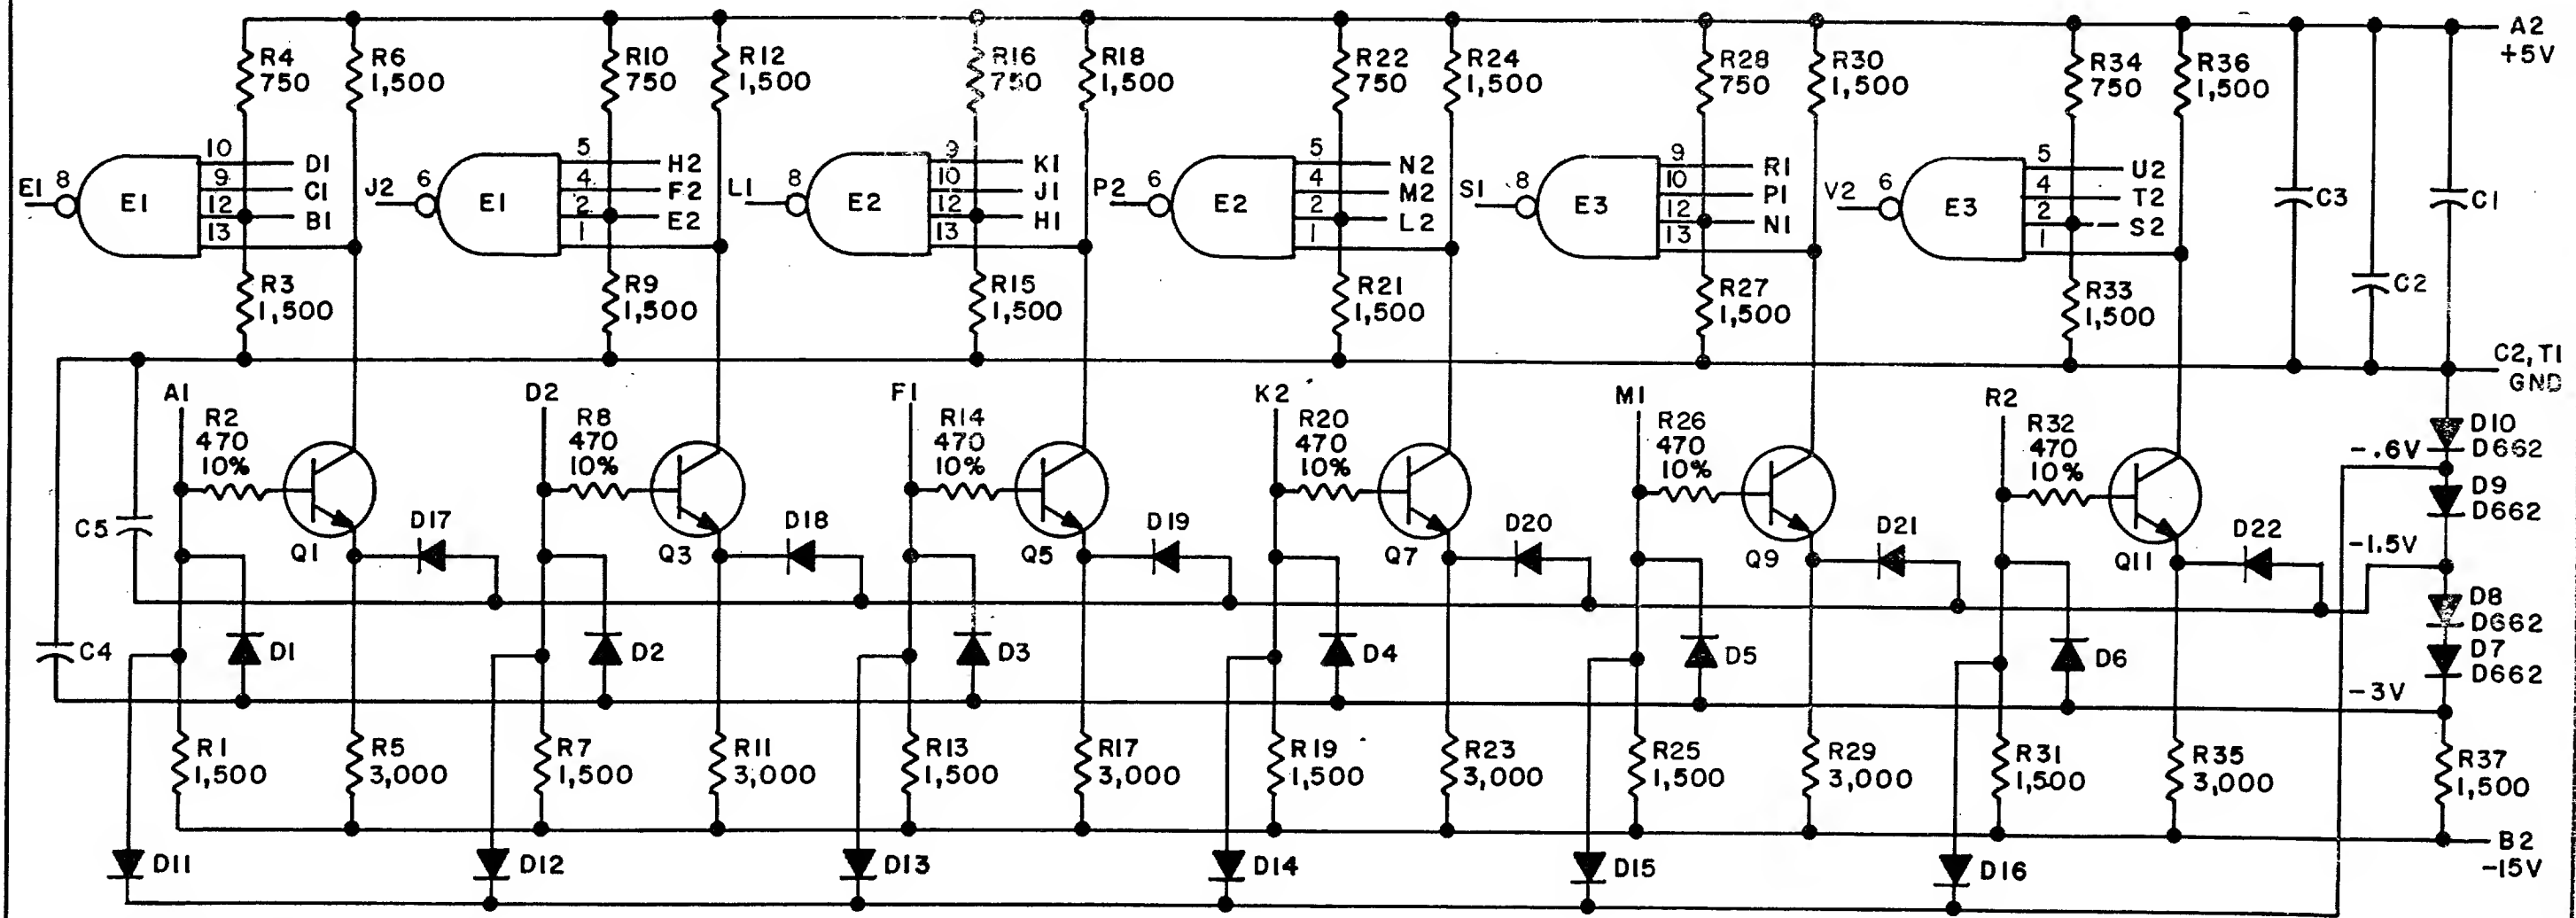 R4
750
R6
1,500
R10
750
R12
1,500
R16
750
R18
1,500
R22
750
R24
1,500
R28
750
R30
1,500
R34
750
R36
1,500
A2
+5V
E1 8 E1 10 D1
9 C1
12 B1
13
J2 6 E1 5 H2
4 F2
2 E2
1
L1 8 E2 9 K1
10 J1
12 H1
13
P2 6 E2 5 N2
4 M2
2 L2
1
S1 8 E3 9 R1
10 P1
12 N1
13
V2 6 E3 5 U2
4 T2
2 S2
1
C3
C2
C1
R3
1,500
R9
1,500
R15
1,500
R21
1,500
R27
1,500
R33
1,500
C2, T1
GND
A1
R2
470
10%
Q1
D2
R8
470
10%
Q3
F1
R14
470
10%
Q5
K2
R20
470
10%
Q7
M1
R26
470
10%
Q9
R2
R32
470
10%
Q11
D10
D662
-.6V
D9
D662
-1.5V
D8
D662
D7
D662
-3V
C5
D17
D18
D19
D20
D21
D22
C4
D1
D2
D3
D4
D5
D6
R1
1,500
R5
3,000
R7
1,500
R11
3,000
R13
1,500
R17
3,000
R19
1,500
R23
3,000
R25
1,500
R29
3,000
R31
1,500
R35
3,000
R37
1,500
B2
-15V
D11
D12
D13
D14
D15
D16